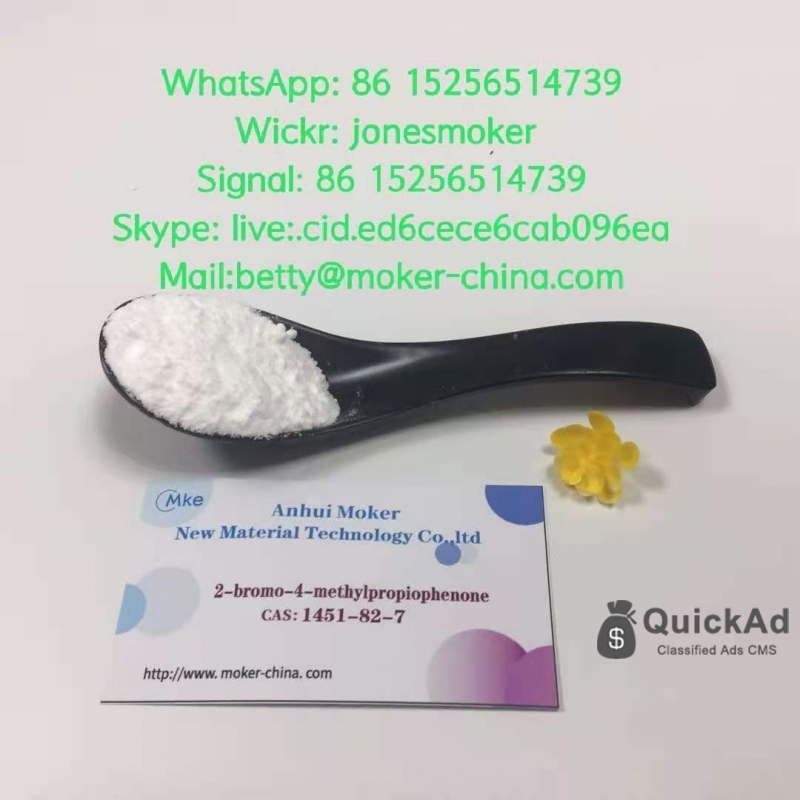 WhatsApp: 86 15256514739
Wickr: jonesmoker
Signal: 86 15256514739
Skype: live:.cid.ed6cece6cab096ea
Mail:betty@moker-china.com
Mke
Anhui Moker
New Material Technology Co.,ltd
2-bromo-4-methylpropiophenone
CAS: 1451-82-7
http://www.moker-china.com
$
QuickAd
Classified Ads CMS